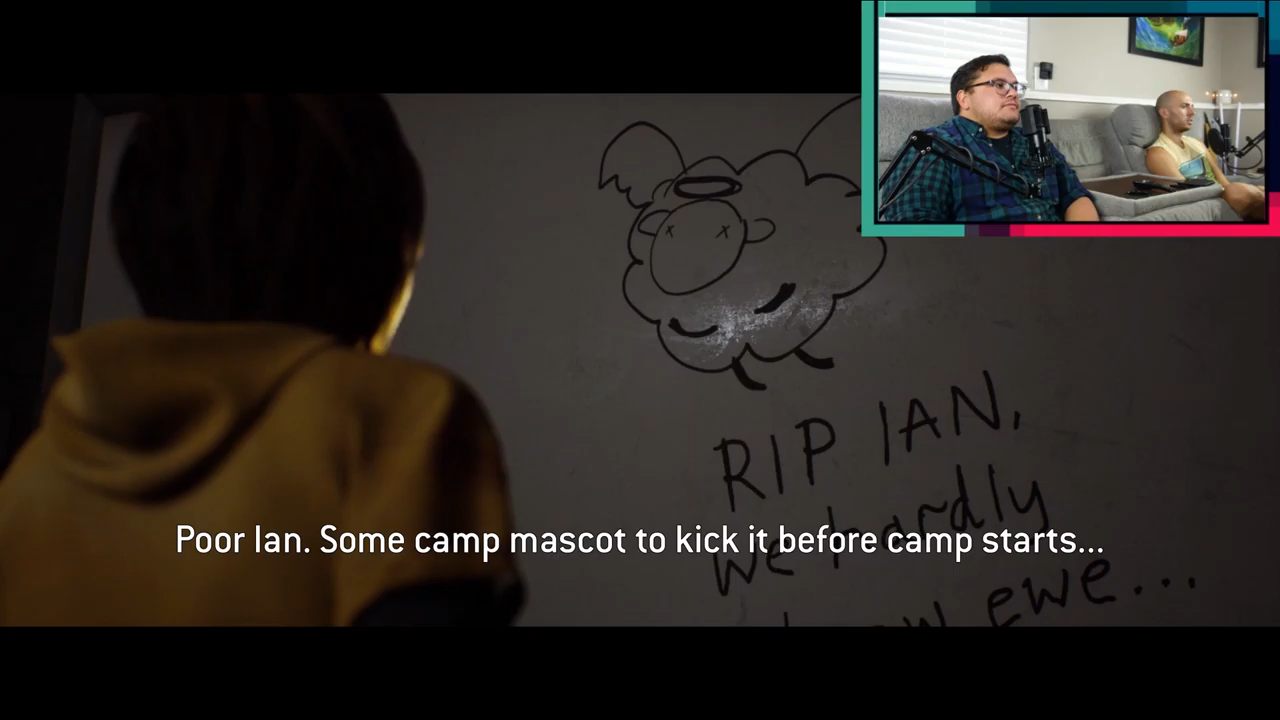 RIP IAN,
we hardly
ewe...
Poor Ian. Some camp mascot to kick it before camp starts...